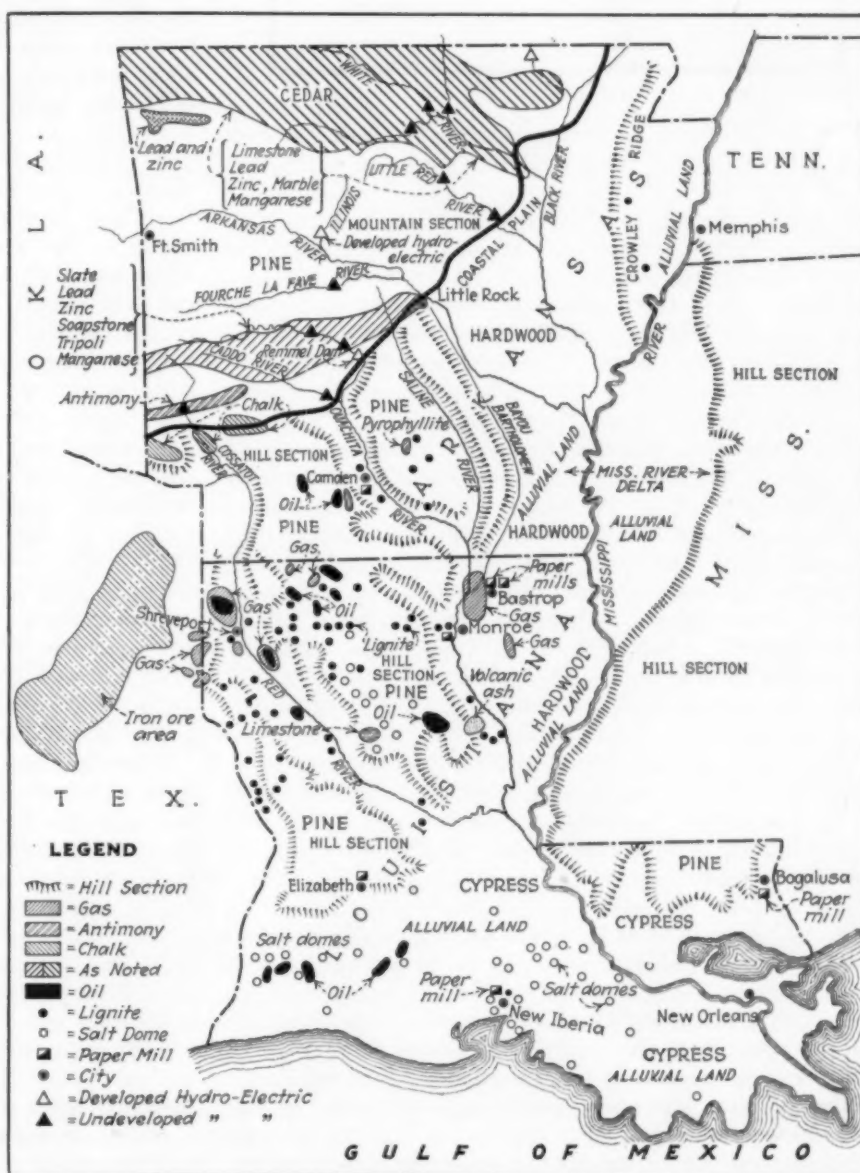 OKLA.
WHITE
RIVER
CEDAR
Lead and
zinc
Limestone
Lead
Zinc, Marble
Manganese
LITTLE RED
RIVER
ILLINOIS
MOUNTAIN SECTION
Developed hydro-
electric
ARKANSAS
RIVER
Ft. Smith
PINE
FOURCHE LA FAVE
RIVER
COASTAL PLAIN
BLACK RIVER
CROWLEY RIDGE
ALLUVIAL LAND
TENN.
Memphis
RIVER
Little Rock
HARDWOOD
ARKANSAS
Slate
Lead
Zinc
Soapstone
Tripoli
Manganese
CADDO RIVER
Remmel Dam
Antimony
Chalk
COSSATOT
RIVER
HILL SECTION
OUACHITA
RIVER
SALINE
RIVER
PINE
Pyrophyllite
BAYOU
BARTHOLOMEW
ALLUVIAL LAND
HARDWOOD
Camden
Oil
PINE
HILL SECTION
MISS. RIVER
DELTA
ALLUVIAL
LAND
MISSISSIPPI
MISS.
HILL SECTION
Gas
Oil
Gas
Shreveport
Gas
Iron ore
area
TEX.
Paper
mills
Bastrop
Gas
Monroe
Gas
Lignite
HILL
SECTION
PINE
Oil
Volcanic
ash
Limestone
RED
RIVER
HARDWOOD
ALLUVIAL LAND
LOUISIANA
PINE
HILL SECTION
Elizabeth
CYPRESS
ALLUVIAL LAND
Salt domes
Oil
Paper
mill
New Iberia
Salt domes
PINE
Bogalusa
Paper
mill
CYPRESS
New Orleans
CYPRESS
ALLUVIAL LAND
LEGEND
= Hill Section
= Gas
= Antimony
= Chalk
= As Noted
= Oil
= Lignite
= Salt Dome
= Paper Mill
= City
= Developed Hydro-Electric
= Undeveloped " "
GULF OF MEXICO